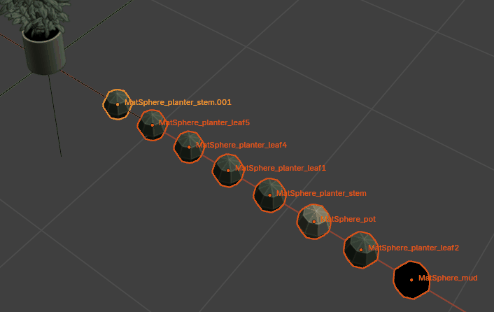 MatSphere_planter_stem.001
MatSphere_planter_leaf5
MatSphere_planter_leaf4
MatSphere_planter_leaf1
MatSphere_planter_stem
MatSphere_pot
MatSphere_planter_leaf2
MatSphere_mud